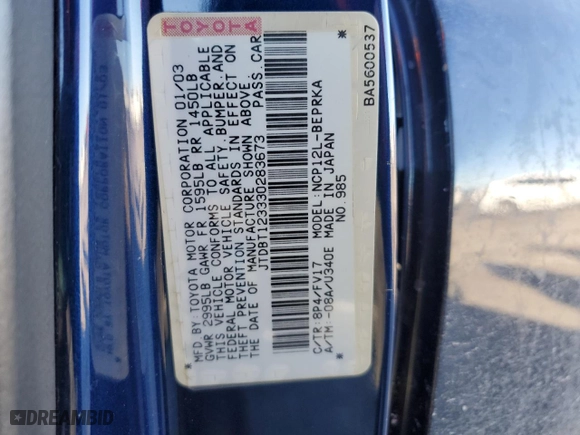 TOYOTA
MFD BY: TOYOTA MOTOR CORPORATION 01/03
GVWR 2995LB GAWR FR 1595LB RR 1450LB
THIS VEHICLE CONFORMS TO ALL APPLICABLE
FEDERAL MOTOR VEHICLE SAFETY, BUMPER, AND
THEFT PREVENTION STANDARDS IN EFFECT ON
THE DATE OF MANUFACTURE SHOWN ABOVE.
JTDBT123330283673 PASS. CAR
C/TR: 8P4/FV17 MODEL: NCP12L-BEPRKA
A/TM: -08A/U340E MADE IN JAPAN
NO. 985
BA5600537
DREAMBID